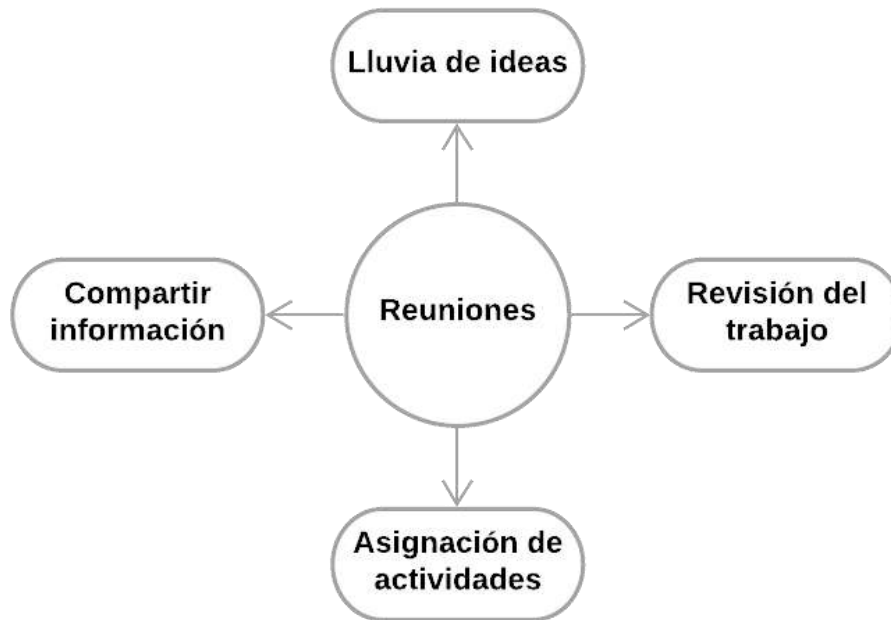 Lluvia de ideas
Compartir
información
Reuniones
Revisión del
trabajo
Asignación de
actividades